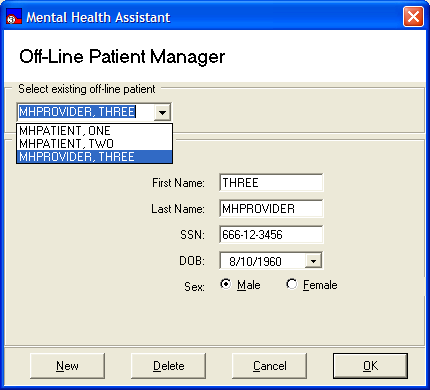 Mental Health Assistant
Off-Line Patient Manager
Select existing off-line patient
MHPROVIDER, THREE
MHPATIENT, ONE
MHPATIENT, TWO
MHPROVIDER, THREE
First Name: THREE
Last Name: MHPROVIDER
SSN: 666-12-3456
DOB: 8/10/1960
Sex: Male Female
New Delete Cancel OK